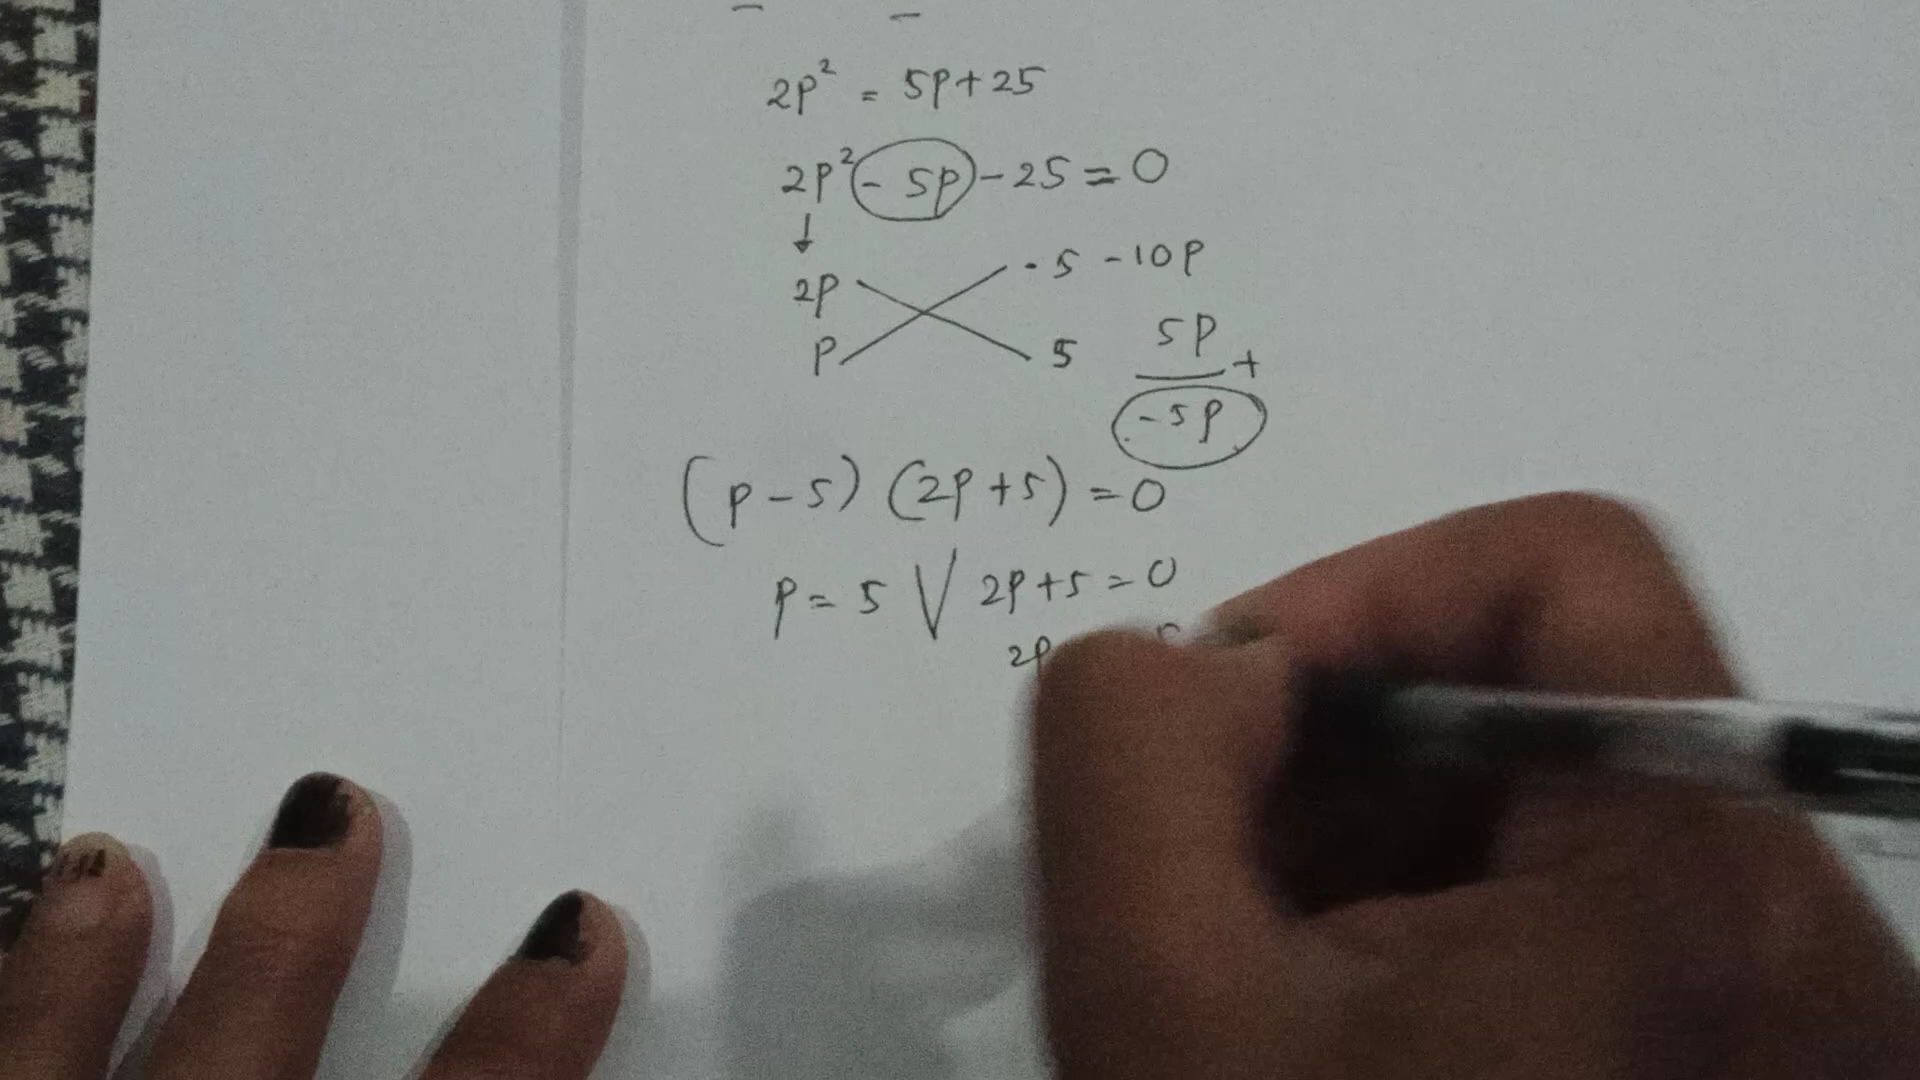 2p² = 5p+25
2p² - 5p - 25 = 0
↓
2p -5 -10p
p 5 5p +
-5p
(p-5) (2p+5) = 0
p = 5 V 2p+5=0
2p